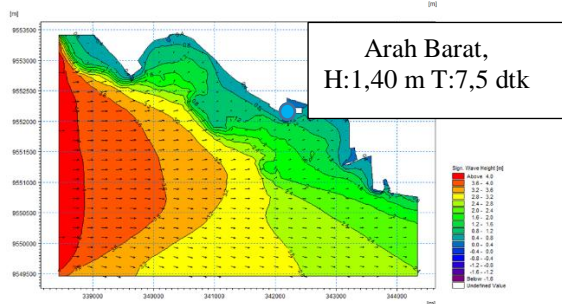 [m]
[m]
Arah Barat,
H:1,40 m T:7,5 dtk
9553500
9553000
9552500
9552000
9551500
9551000
9550500
9550000
9549500
339000
340000
341000
342000
343000
344000
Sign. Wave Height [m]
Above 4.0
3.6 - 4.0
3.2 - 3.6
2.8 - 3.2
2.4 - 2.8
2.0 - 2.4
1.6 - 2.0
1.2 - 1.6
0.8 - 1.2
0.4 - 0.8
0.0 - 0.4
-0.4 - 0.0
-0.8 - -0.4
-1.2 - -0.8
-1.6 - -1.2
Below -1.6
Undefined Value